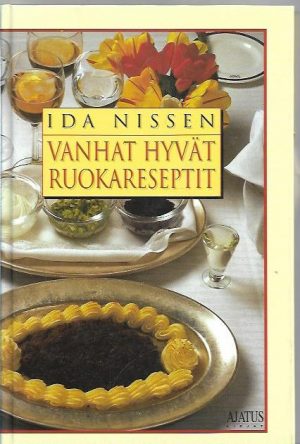 IDA NISSEN
VANHAT HYVÄT
RUOKARESEPTIT
AJATUS
KIRJAT